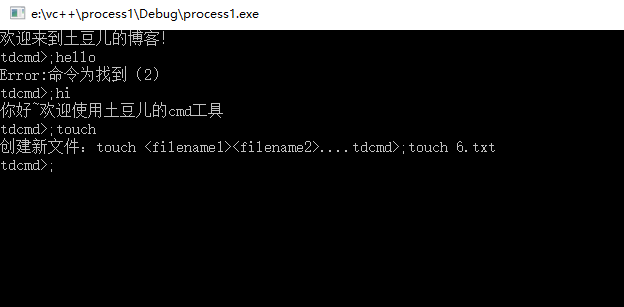 e:\vc++\process1\Debug\process1.exe
欢迎来到土豆儿的博客!
tdcmd>;hello
Error:命令为找到（2）
tdcmd>;hi
你好~欢迎使用土豆儿的cmd工具
tdcmd>;touch
创建新文件：touch <filename1><filename2>....tdcmd>;touch 6.txt
tdcmd>;